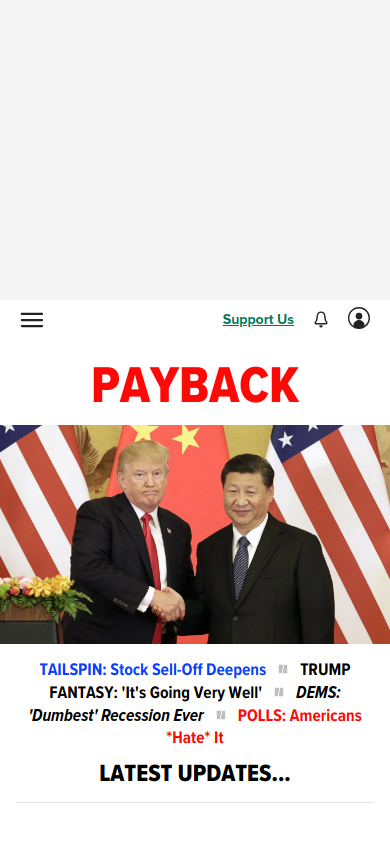 Support Us
PAYBACK
TAILSPIN: Stock Sell-Off Deepens " TRUMP
FANTASY: 'It's Going Very Well' " DEMS:
'Dumbest' Recession Ever " POLLS: Americans
*Hate* It
LATEST UPDATES...